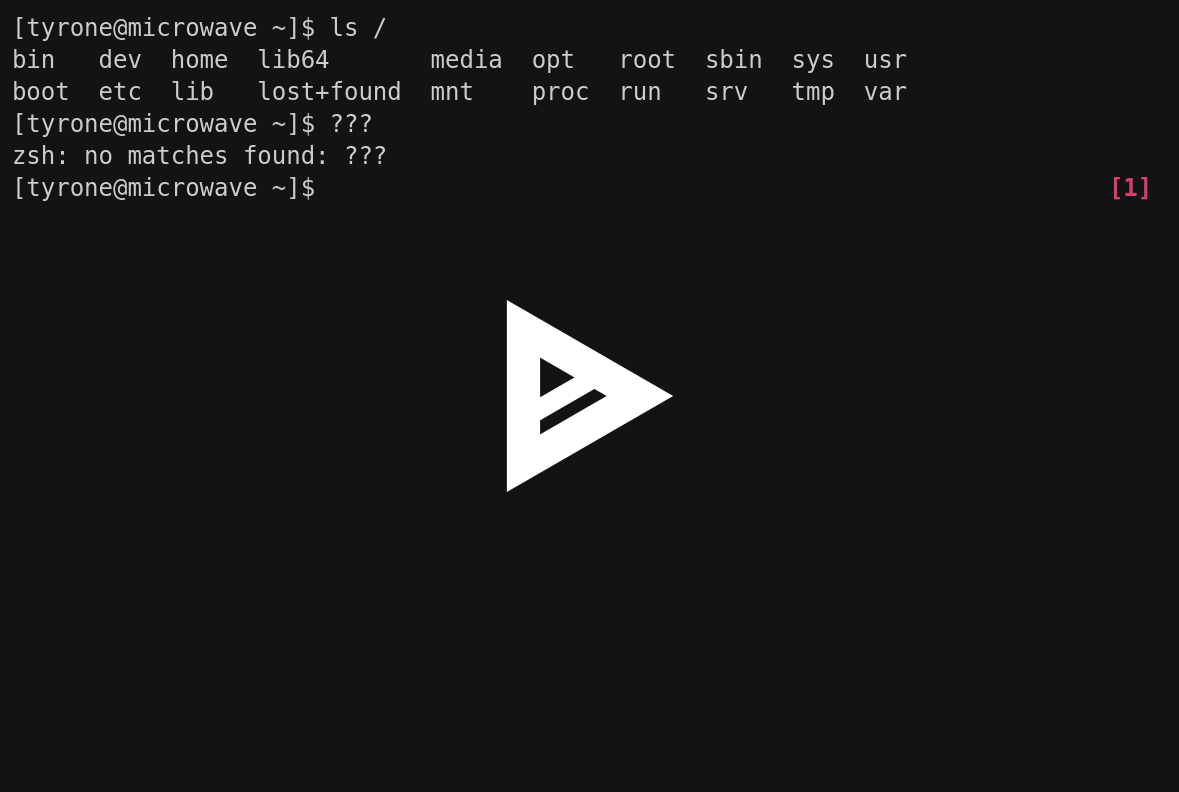 [tyrone@microwave ~]$ ls /
bin   dev  home  lib64       media  opt   root  sbin  sys  usr
boot  etc  lib   lost+found  mnt    proc  run   srv   tmp  var
[tyrone@microwave ~]$ ???
zsh: no matches found: ???
[tyrone@microwave ~]$ [1]